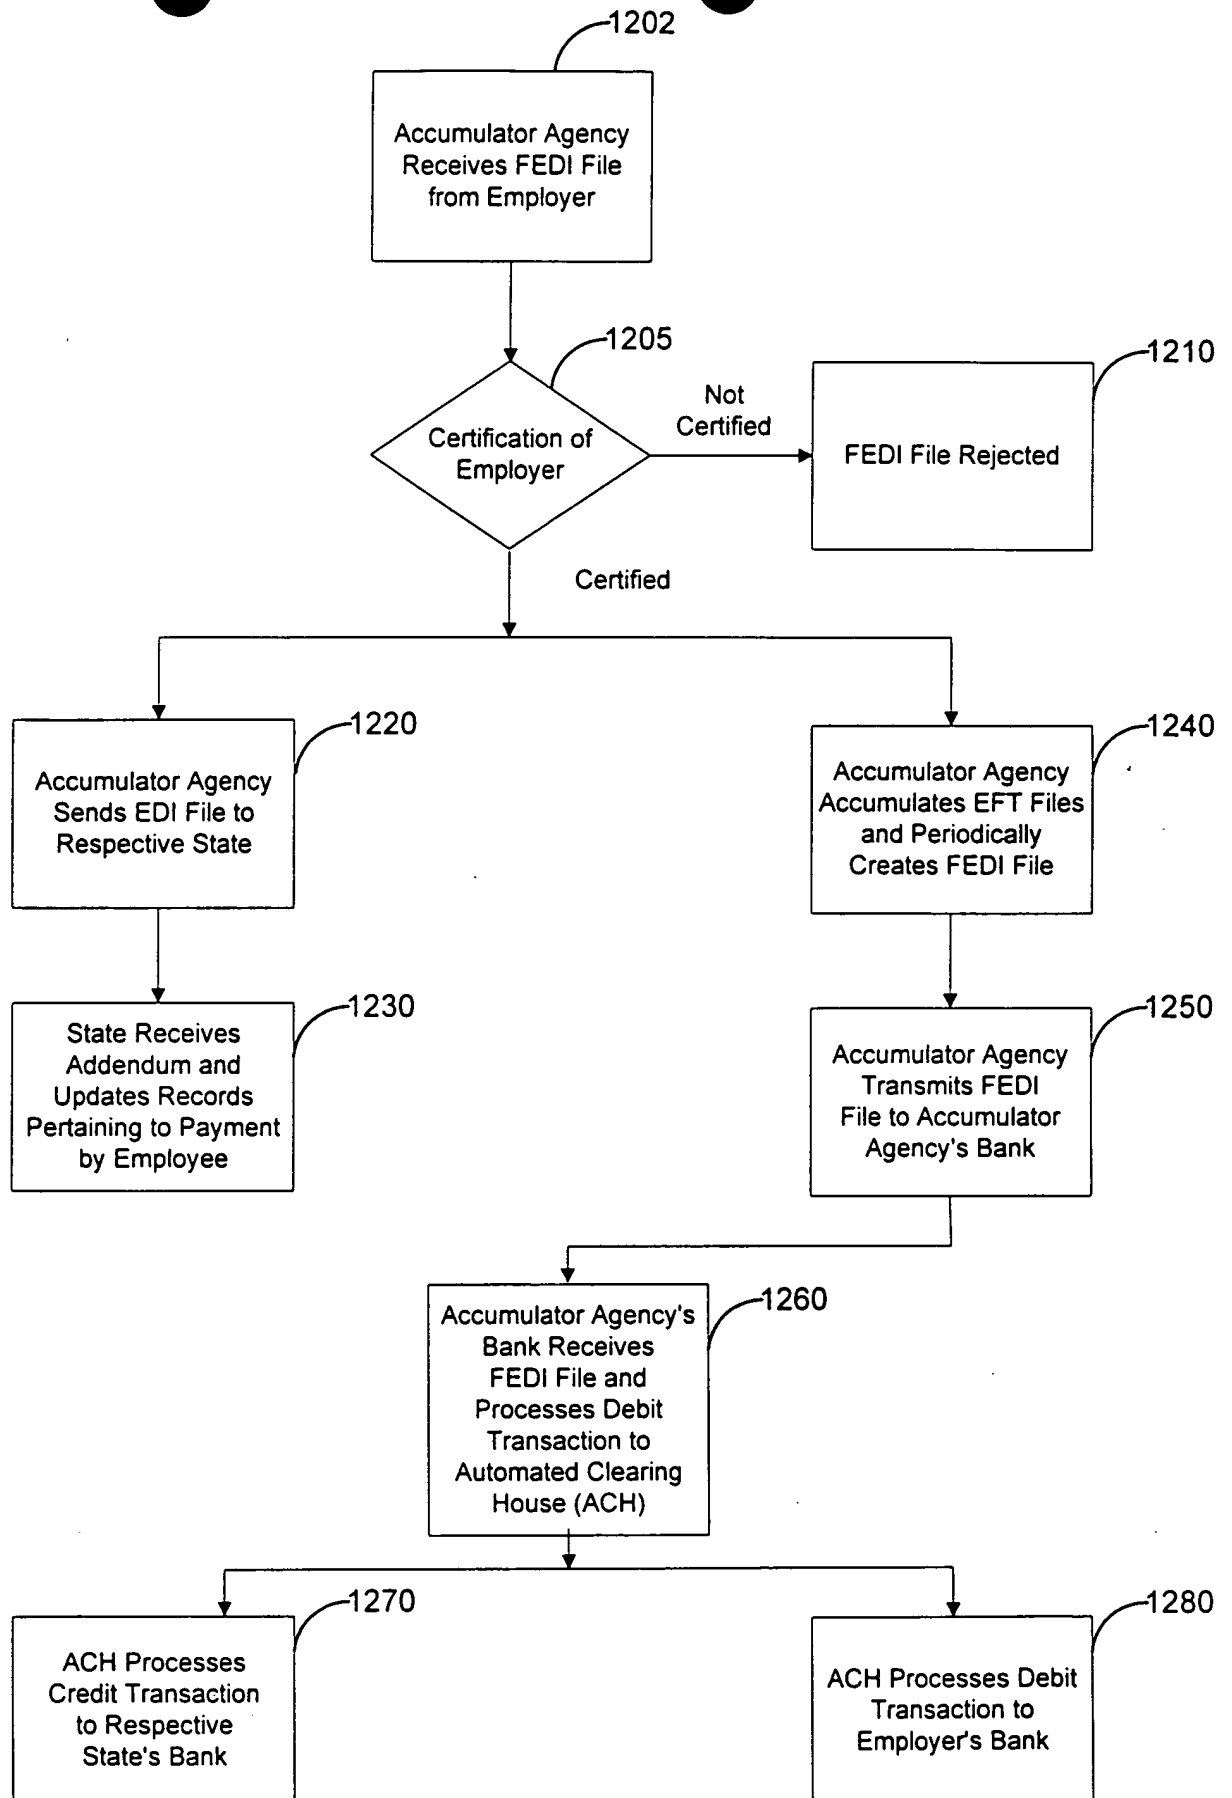 1202
Accumulator Agency
Receives FEDI File
from Employer
1205
Certification of
Employer
Not
Certified
1210
FEDI File Rejected
Certified
1220
Accumulator Agency
Sends EDI File to
Respective State
1240
Accumulator Agency
Accumulates EFT Files
and Periodically
Creates FEDI File
1230
State Receives
Addendum and
Updates Records
Pertaining to Payment
by Employee
1250
Accumulator Agency
Transmits FEDI
File to Accumulator
Agency's Bank
1260
Accumulator Agency's
Bank Receives
FEDI File and
Processes Debit
Transaction to
Automated Clearing
House (ACH)
1270
ACH Processes
Credit Transaction
to Respective
State's Bank
1280
ACH Processes Debit
Transaction to
Employer's Bank